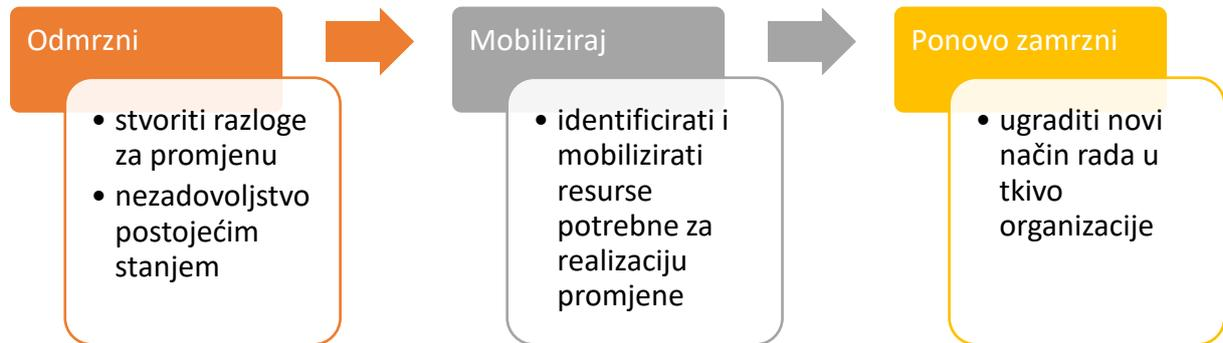 Odmrzni
• stvoriti razloge
za promjenu
• nezadovoljstvo
postojećim
stanjem
Mobiliziraj
• identificirati i
mobilizirati
resurse
potrebne za
realizaciju
promjene
Ponovo zamrzni
• ugraditi novi
način rada u
tkivo
organizacije